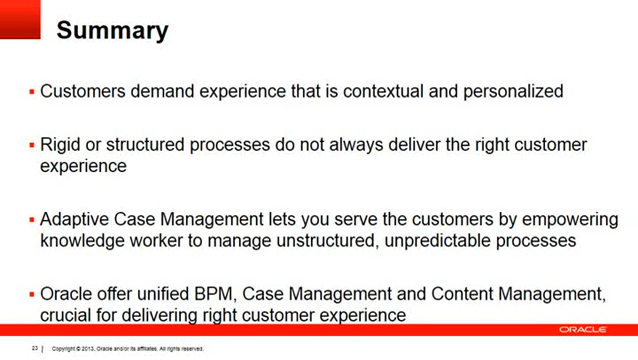 Summary
Customers demand experience that is contextual and personalized
Rigid or structured processes do not always deliver the right customer
experience
Adaptive Case Management lets you serve the customers by empowering
knowledge worker to manage unstructured, unpredictable processes
Oracle offer unified BPM, Case Management and Content Management,
crucial for delivering right customer experience
ORACLE
23 | Copyright © 2013, Oracle and/or its affiliates. All rights reserved.